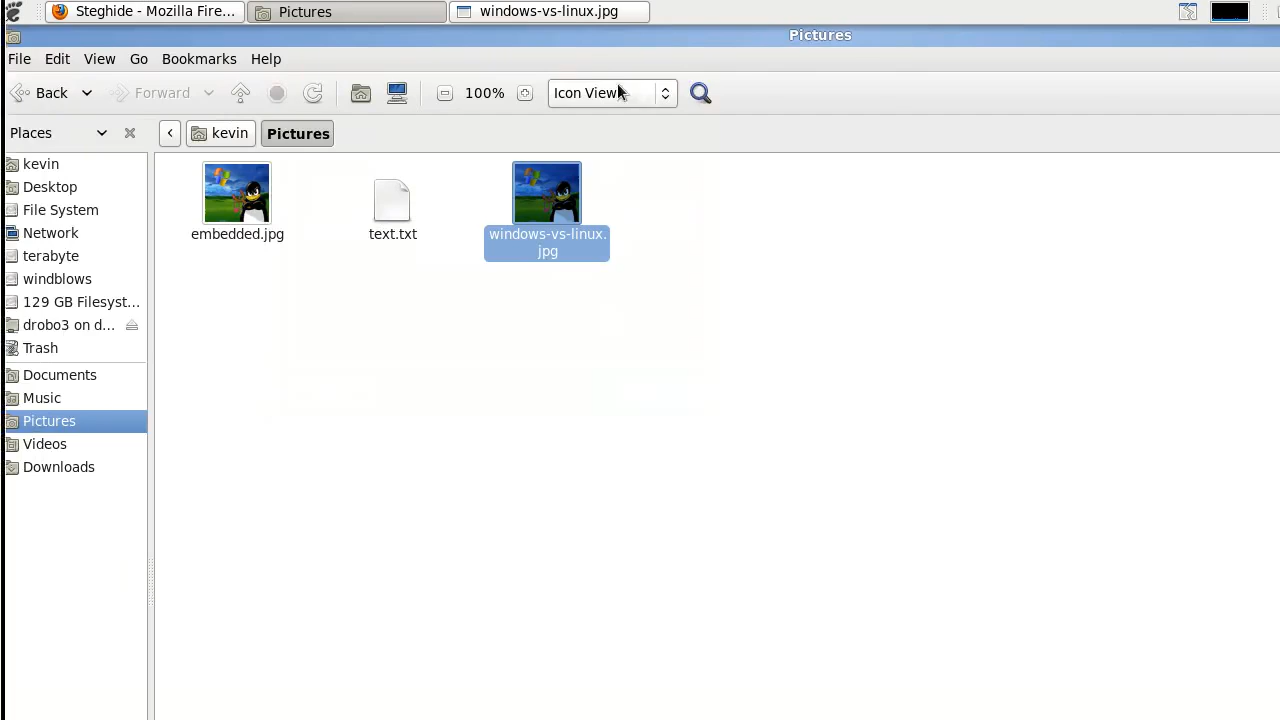 Steghide - Mozilla Fire... Pictures windows-vs-linux.jpg
Pictures
File Edit View Go Bookmarks Help
Back Forward 100% Icon View
Places kevin Pictures
kevin
Desktop
File System
Network
terabyte
windblows
129 GB Filesyst...
drobo3 on d...
Trash
Documents
Music
Pictures
Videos
Downloads
embedded.jpg text.txt windows-vs-linux.
jpg